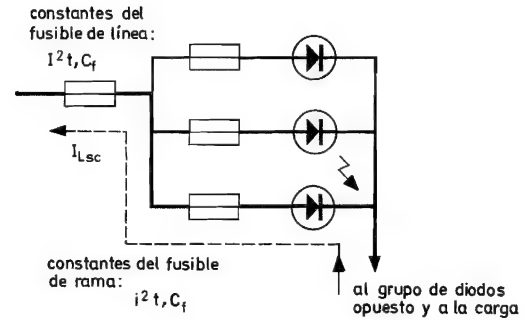 constantes del
fusible de línea:
I²t,C_f
I_Lsc
constantes del fusible
de rama:
i²t,C_f
al grupo de diodos
opuesto y a la carga